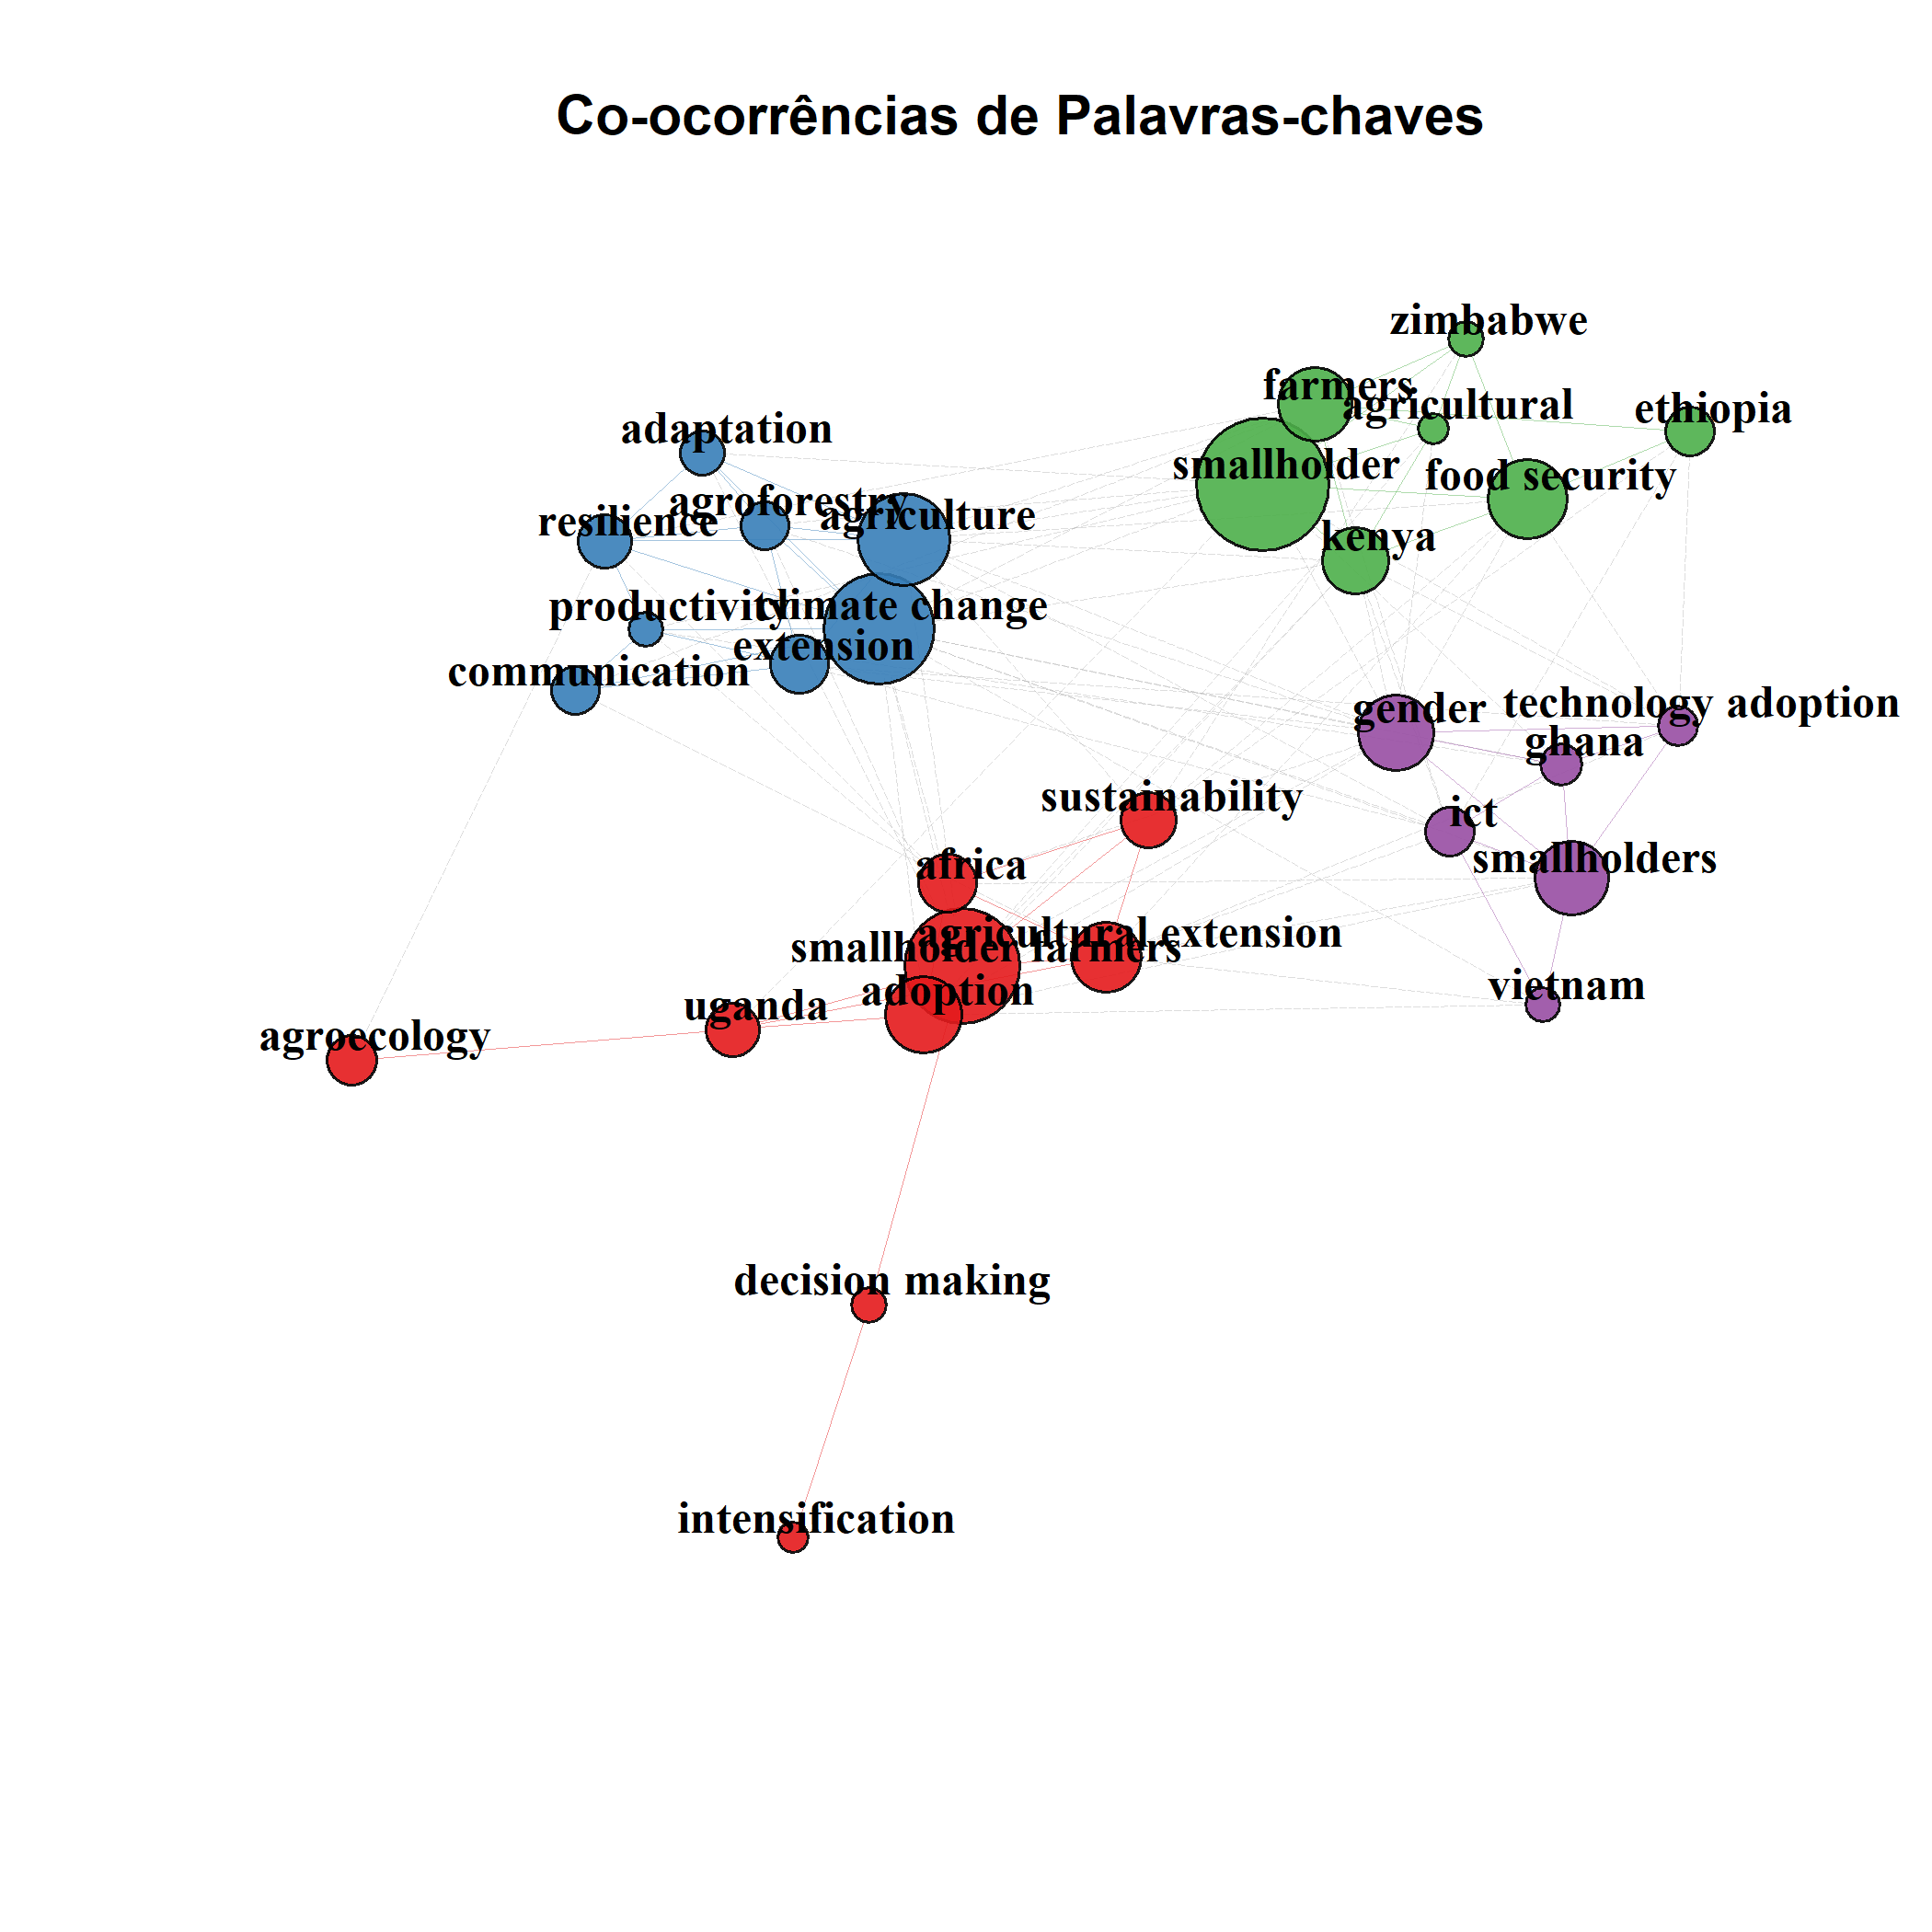 Co-ocorrências de Palavras-chaves
zimbabwe
farmers
agricultural
ethiopia
adaptation
smallholder
food security
agroforestry
agriculture
resilience
kenya
productivity
climate change
extension
communication
gender
technology adoption
ghana
sustainability
ict
africa
smallholders
agricultural extension
smallholder farmers
adoption
vietnam
uganda
agroecology
decision making
intensification